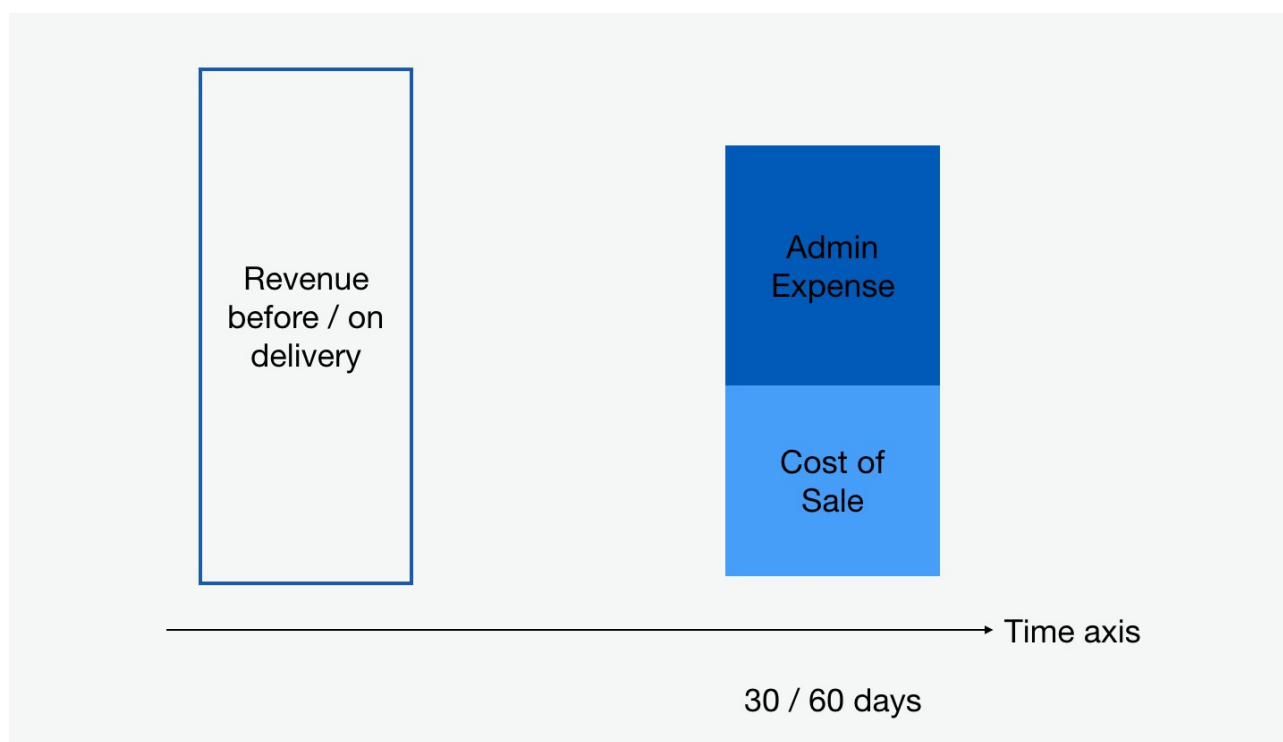 Revenue
before / on
delivery
Admin
Expense
Cost of
Sale
Time axis
30 / 60 days